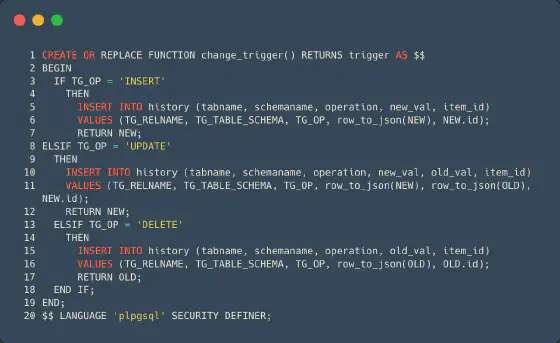 1 CREATE OR REPLACE FUNCTION change_trigger() RETURNS trigger AS $$
2 BEGIN
3   IF TG_OP = 'INSERT'
4     THEN
5       INSERT INTO history (tabname, schemaname, operation, new_val, item_id)
6       VALUES (TG_RELNAME, TG_TABLE_SCHEMA, TG_OP, row_to_json(NEW), NEW.id);
7       RETURN NEW;
8 ELSIF TG_OP = 'UPDATE'
9   THEN
10     INSERT INTO history (tabname, schemaname, operation, new_val, old_val, item_id)
11     VALUES (TG_RELNAME, TG_TABLE_SCHEMA, TG_OP, row_to_json(NEW), row_to_json(OLD),
NEW.id);
12     RETURN NEW;
13   ELSIF TG_OP = 'DELETE'
14     THEN
15       INSERT INTO history (tabname, schemaname, operation, old_val, item_id)
16       VALUES (TG_RELNAME, TG_TABLE_SCHEMA, TG_OP, row_to_json(OLD), OLD.id);
17       RETURN OLD;
18   END IF;
19 END;
20 $$ LANGUAGE 'plpgsql' SECURITY DEFINER;